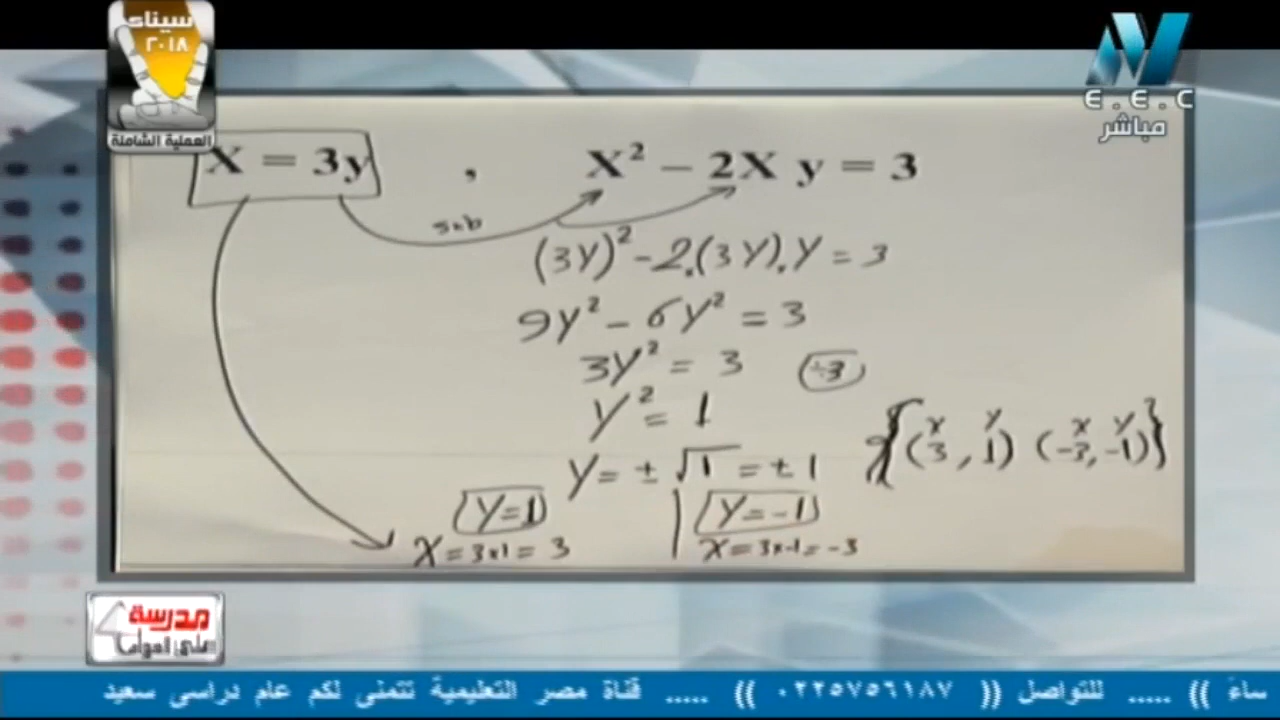 سيناء
٢٠١٨
العملية الشاملة
E.E.C
مباشر
X = 3y , X² – 2X y = 3
sub
(3y)² - 2.(3y).y = 3
9y² - 6y² = 3
3y² = 3 ÷3
y² = 1
y = ± √1 = ± 1
x y x y
{(3, 1) (-3, -1)}
y=1 | y=-1
x = 3×1 = 3 x = 3×-1 = -3
مدرسة
على الهواء
ساءً )) ..... للتواصل (( ٠٢٢٥٧٥٦١٨٧ )) ..... قناة مصر التعليمية تتمنى لكم عام دراسى سعيد